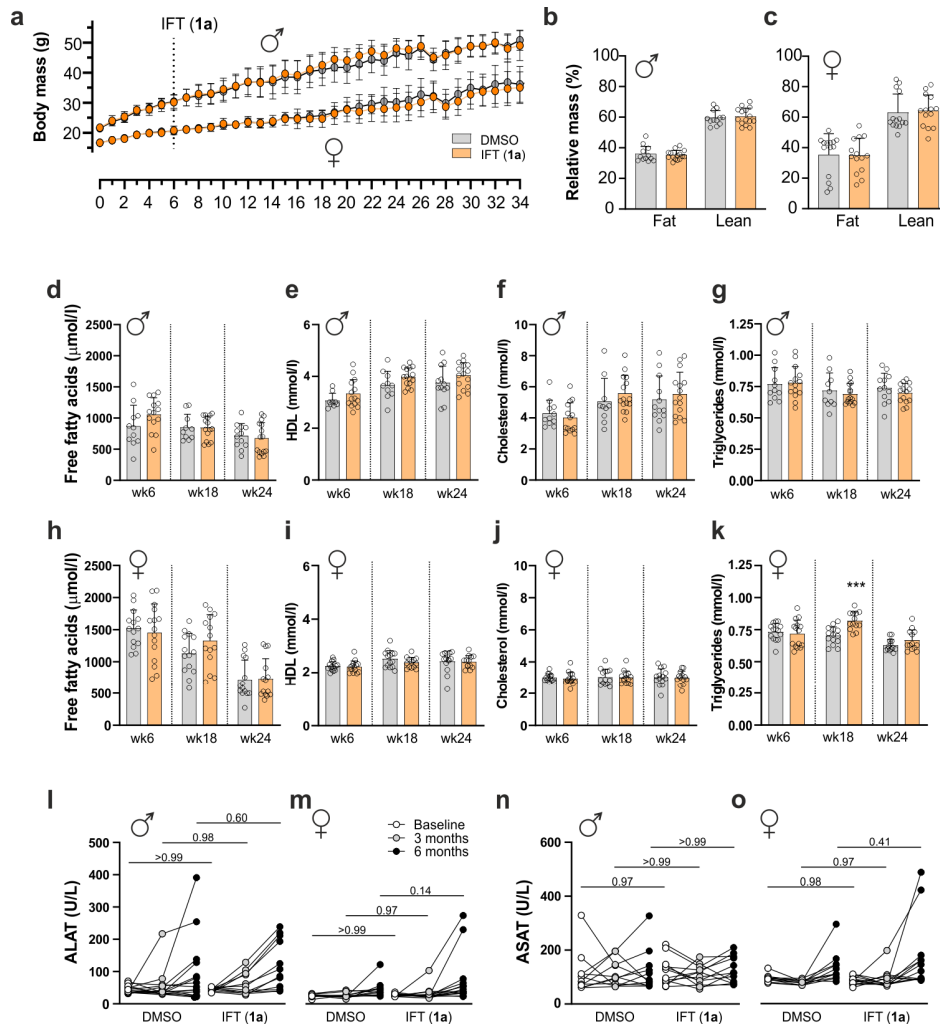 a
IFT (1a)
Body mass (g)
50
40
30
20
DMSO
IFT (1a)
0 2 4 6 8 10 12 14 16 18 20 22 24 26 28 30 32 34
b
Relative mass (%)
100
80
60
40
20
0
Fat Lean
c
100
80
60
40
20
0
Fat Lean
d
Free fatty acids (μmol/l)
2500
2000
1500
1000
500
0
wk6 wk18 wk24
e
HDL (mmol/l)
6
4
2
0
wk6 wk18 wk24
f
Cholesterol (mmol/l)
10
8
6
4
2
0
wk6 wk18 wk24
g
Triglycerides (mmol/l)
1.25
1.00
0.75
0.50
0.25
0.00
wk6 wk18 wk24
h
Free fatty acids (μmol/l)
2500
2000
1500
1000
500
0
wk6 wk18 wk24
i
HDL (mmol/l)
6
4
2
0
wk6 wk18 wk24
j
Cholesterol (mmol/l)
10
8
6
4
2
0
wk6 wk18 wk24
k
Triglycerides (mmol/l)
1.25
1.00
0.75
0.50
0.25
0.00
***
wk6 wk18 wk24
l
ALAT (U/L)
500
400
300
200
100
0
0.60
0.98
>0.99
DMSO IFT (1a)
m
Baseline
3 months
6 months
0.14
0.97
>0.99
DMSO IFT (1a)
n
ASAT (U/L)
600
400
200
0
>0.99
>0.99
0.97
DMSO IFT (1a)
o
0.41
0.97
0.98
DMSO IFT (1a)